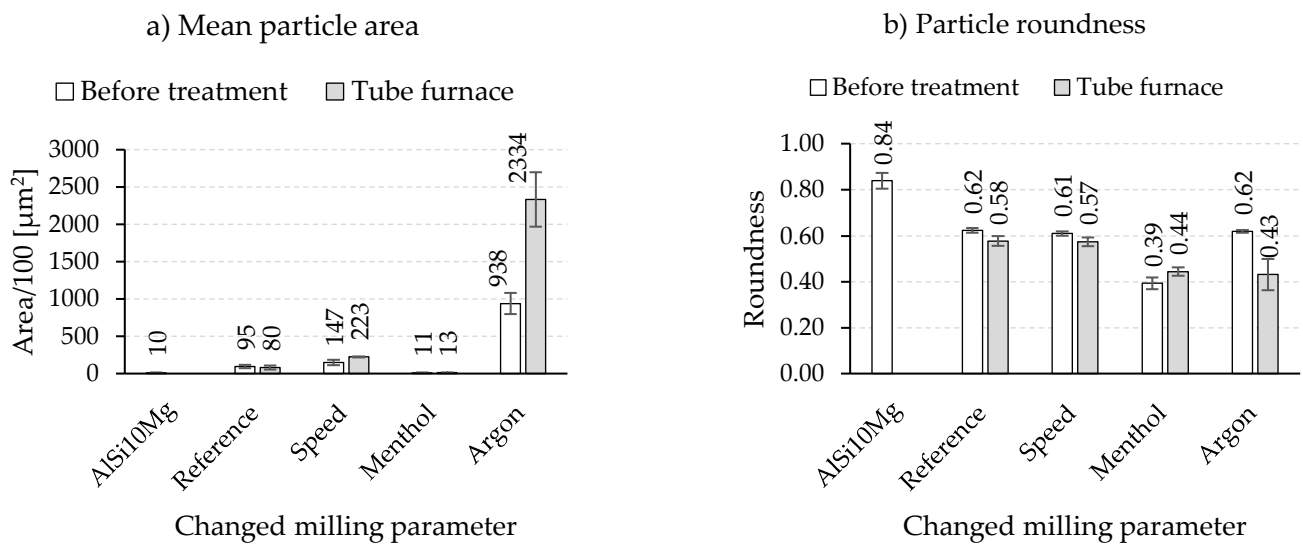 a) Mean particle area
Before treatment Tube furnace
Area/100 [µm²]
3000
2500
2000
1500
1000
500
0
10
95
80
147
223
11
13
938
2334
AlSi10Mg
Reference
Speed
Menthol
Argon
Changed milling parameter
b) Particle roundness
Before treatment Tube furnace
Roundness
1.00
0.80
0.60
0.40
0.20
0.00
0.84
0.62
0.58
0.61
0.57
0.39
0.44
0.62
0.43
AlSi10Mg
Reference
Speed
Menthol
Argon
Changed milling parameter